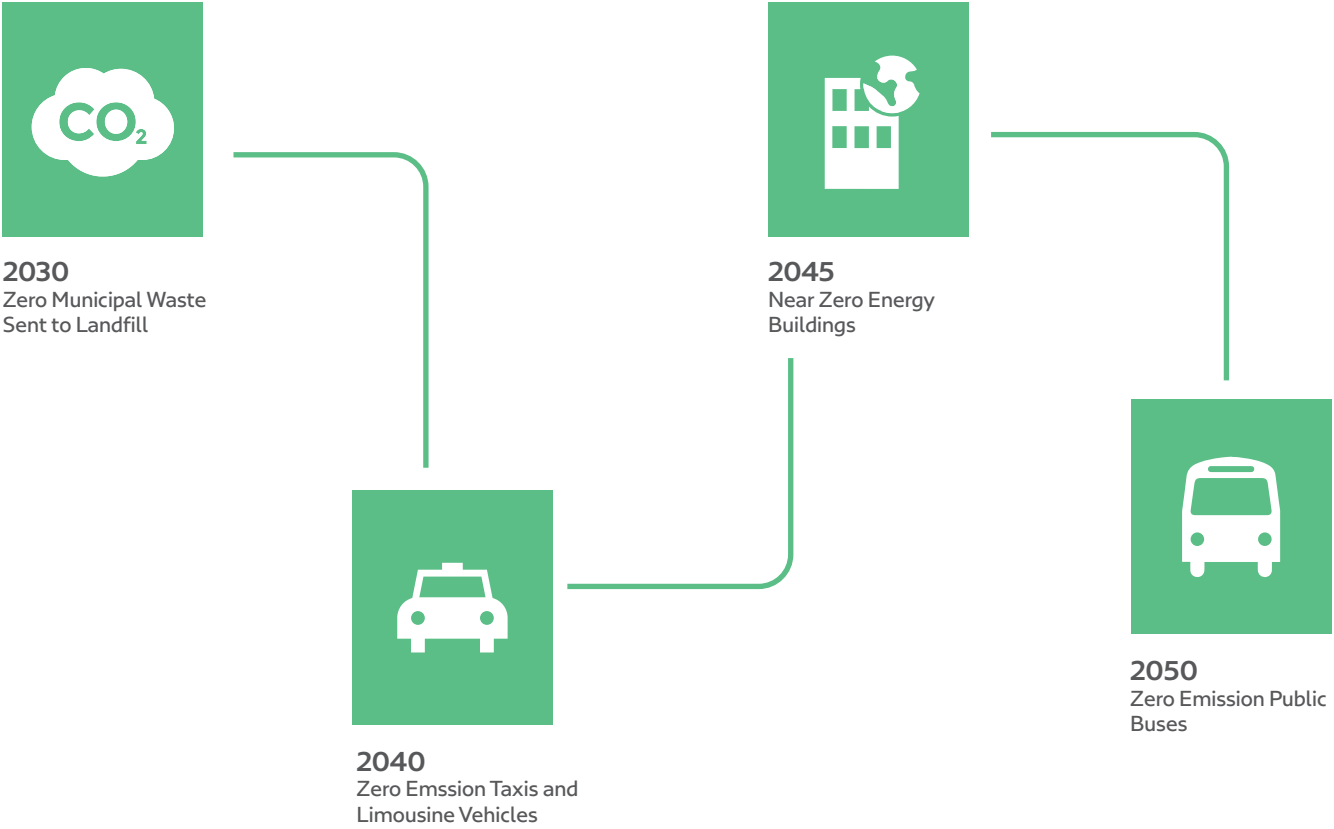 CO2
2030
Zero Municipal Waste
Sent to Landfill
2040
Zero Emssion Taxis and
Limousine Vehicles
2045
Near Zero Energy
Buildings
2050
Zero Emission Public
Buses